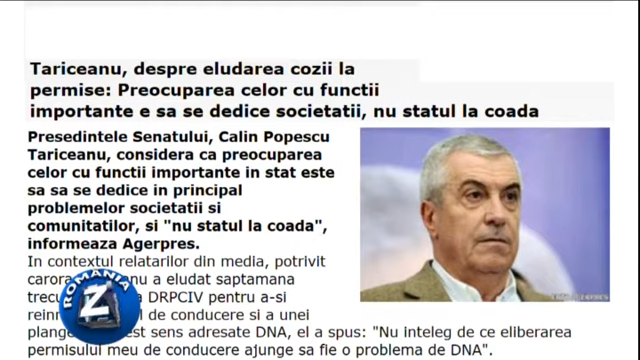 Tariceanu, despre eludarea cozii la
permise: Preocuparea celor cu functii
importante e sa se dedice societatii, nu statul la coada
Presedintele Senatului, Calin Popescu
Tariceanu, considera ca preocuparea
celor cu functii importante in stat este
sa sa se dedice in principal
problemelor societatii si
comunitatilor, si "nu statul la coada",
informeaza Agerpres.
In contextul relatarilor din media, potrivit
carora nu a eludat saptamana
trecu a DRPCIV pentru a-si
rein l de conducere si a unei
plange est sens adresate DNA, el a spus: "Nu inteleg de ce eliberarea
permisului meu de conducere ajunge sa fie o problema de DNA".
ROMANIA
Z